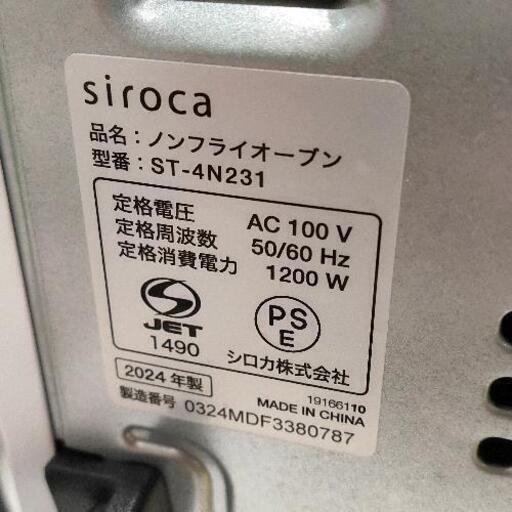 siroca
品名：ノンフライオーブン
型番：ST-4N231
定格電圧 AC 100 V
定格周波数 50/60 Hz
定格消費電力 1200 W
S
JET
1490
PS
E
シロカ株式会社
2024 年製
19166110
MADE IN CHINA
製造番号 0324MDF3380787